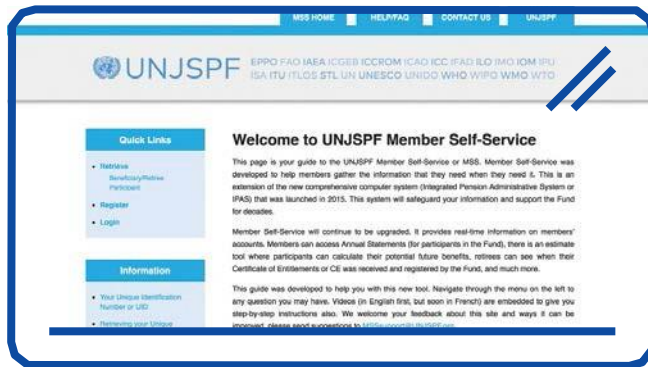 MSS HOME HELP/FAQ CONTACT US UNJSPF
UNJSPF
EPPO FAO IAEA ICGEB ICCROM ICAO ICC IFAD ILO IMO IOM IPU
ISA ITU ITLOS STL UN UNESCO UNIDO WHO WIPO WMO WTO
Quick Links
Retrieve
Beneficiary/Retiree
Participant
Register
Login
Information
Your Unique Identification
Number or UID
Retrieving your Unique
Welcome to UNJSPF Member Self-Service
This page is your guide to the UNJSPF Member Self-Service or MSS. Member Self-Service was
developed to help members gather the information that they need when they need it. This is an
extension of the new comprehensive computer system (Integrated Pension Administrative System or
IPAS) that was launched in 2015. This system will safeguard your information and support the Fund
for decades.
Member Self-Service will continue to be upgraded. It provides real-time information on members'
accounts. Members can access Annual Statements (for participants in the Fund), there is an estimate
tool where participants can calculate their potential future benefits, retirees can see when their
Certificate of Entitlements or CE was received and registered by the Fund, and much more.
This guide was developed to help you with this new tool. Navigate through the menu on the left to
any question you may have. Videos (in English first, but soon in French) are embedded to give you
step-by-step instructions also. We welcome your feedback about this site and ways it can be
improved, please send suggestions to MSSsupport@UNJSPF.org